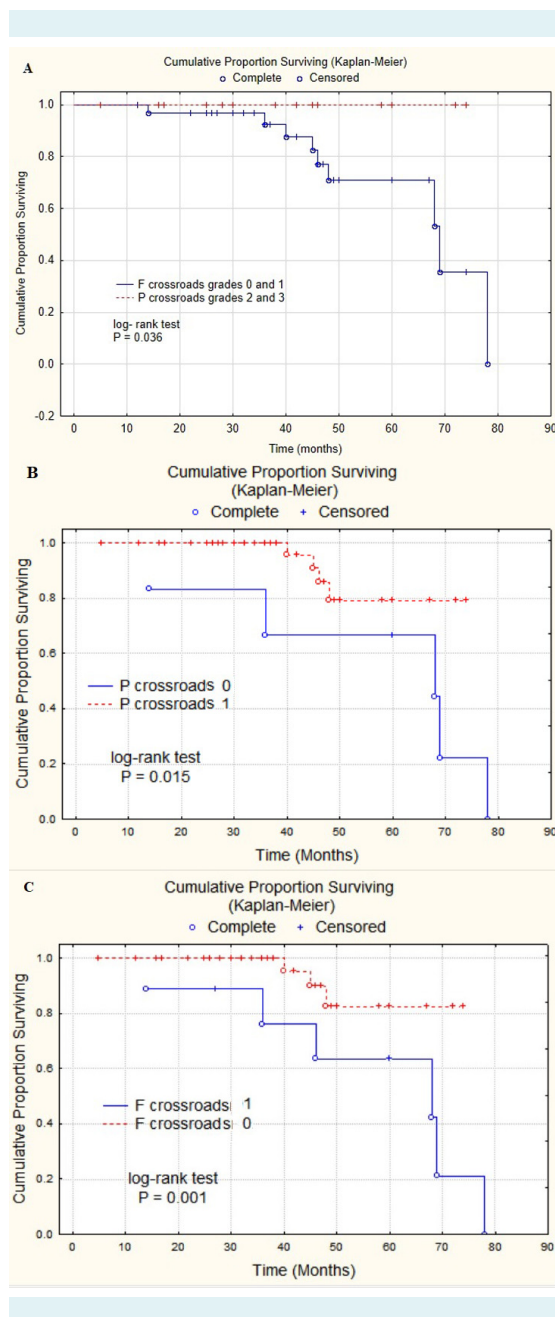 A
Cumulative Proportion Surviving (Kaplan-Meier)
Complete Censored
1.0
0.8
0.6
0.4
0.2
0.0
-0.2
Cumulative Proportion Surviving
F crossroads grades 0 and 1
P crossroads grades 2 and 3
log- rank test
P = 0.036
0 10 20 30 40 50 60 70 80 90
Time (months)
B
Cumulative Proportion Surviving
(Kaplan-Meier)
Complete Censored
1.0
0.8
0.6
0.4
0.2
0.0
Cumulative Proportion Surviving
P crossroads 0
P crossroads 1
log-rank test
P = 0.015
0 10 20 30 40 50 60 70 80 90
Time (Months)
C
Cumulative Proportion Surviving
(Kaplan-Meier)
Complete Censored
1.0
0.8
0.6
0.4
0.2
0.0
Cumulative Proportion Surviving
F crossroads 1
F crossroads 0
log-rank test
P = 0.001
0 10 20 30 40 50 60 70 80 90
Time (Months)